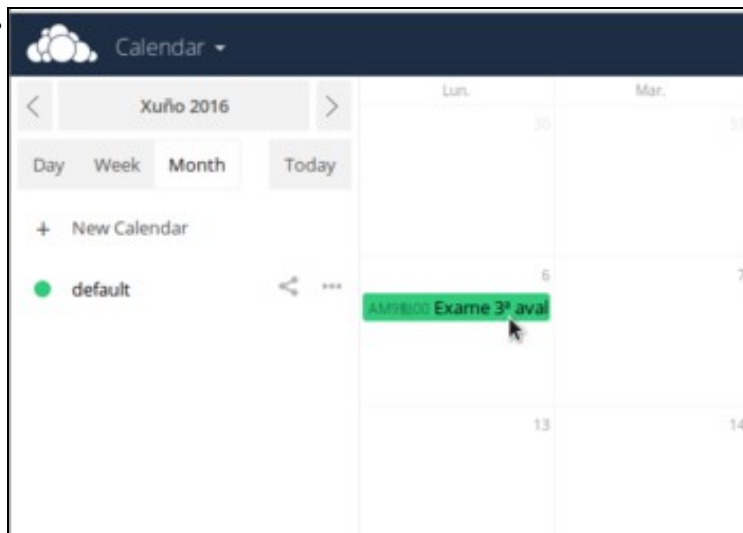 Calendar
Xuño 2016
Day Week Month Today
+ New Calendar
default
Lun. Mar.
30 31
6 7
Exame 3ª aval
13 14